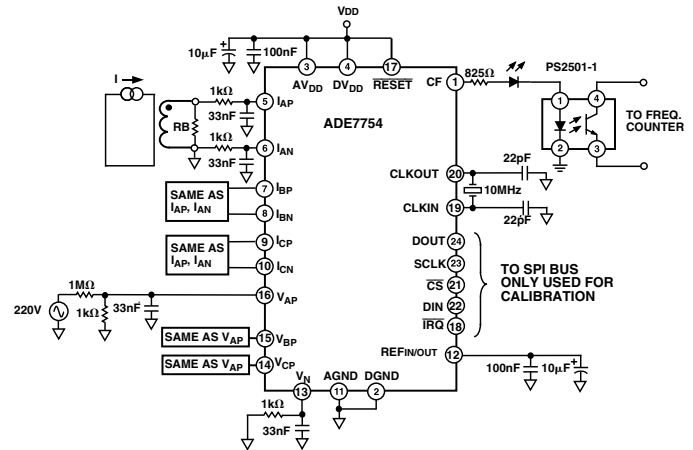 VDD
10μF
100nF
3
4
17
AVDD
DVDD
RESET
CF
1
825Ω
PS2501-1
I
1kΩ
33nF
5
IAP
ADE7754
1
4
2
3
TO FREQ.
COUNTER
RB
1kΩ
33nF
6
IAN
CLKOUT
20
22pF
10MHz
CLKIN
19
22pF
SAME AS
IAP, IAN
7
IBP
8
IBN
SAME AS
IAP, IAN
9
ICP
10
ICN
DOUT
24
SCLK
23
CS
21
DIN
22
IRQ
18
TO SPI BUS
ONLY USED FOR
CALIBRATION
220V
1MΩ
1kΩ
33nF
16
VAP
SAME AS VAP
15
VBP
SAME AS VAP
14
VCP
REFIN/OUT
12
100nF
10μF
VN
13
AGND
11
DGND
2
1kΩ
33nF